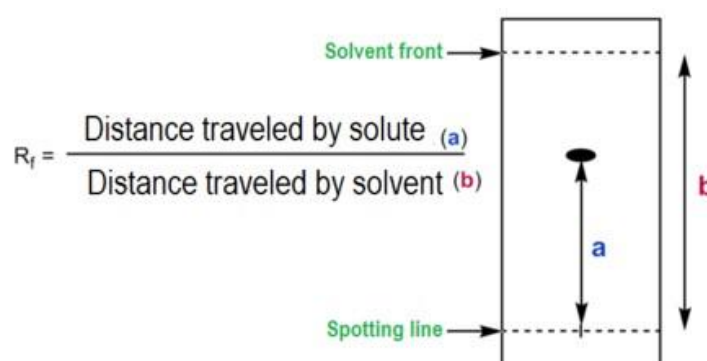 Solvent front
Distance traveled by solute (a)
Rf =
Distance traveled by solvent (b)
b
a
Spotting line